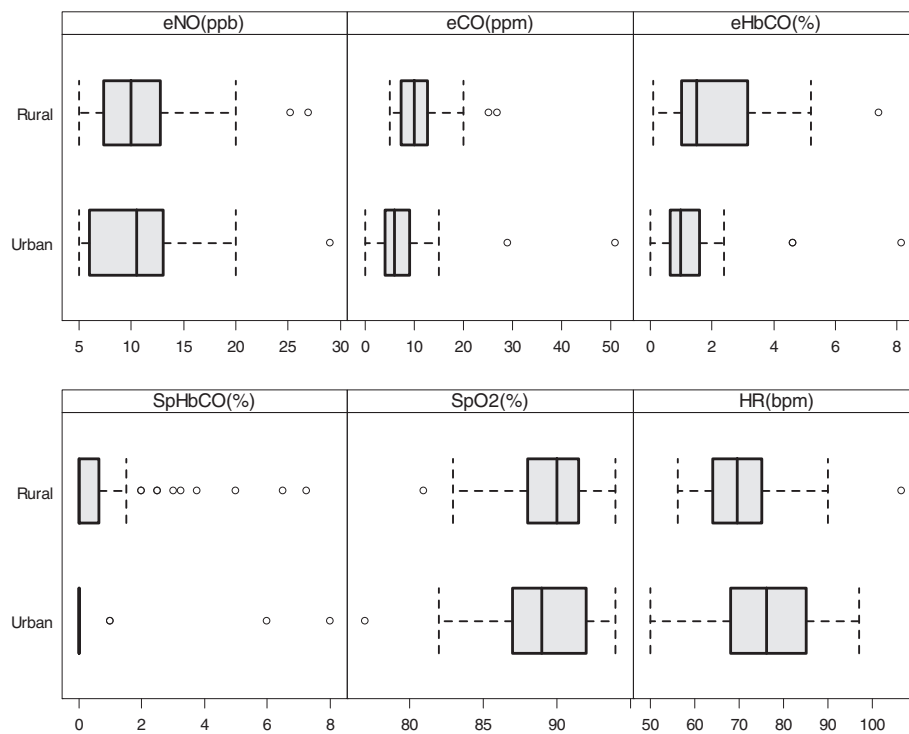 eNO(ppb) eCO(ppm) eHbCO(%)
Rural
Urban
5 10 15 20 25 30 0 10 20 30 40 50 0 2 4 6 8
SpHbCO(%) SpO2(%) HR(bpm)
Rural
Urban
0 2 4 6 8 80 85 90 50 60 70 80 90 100